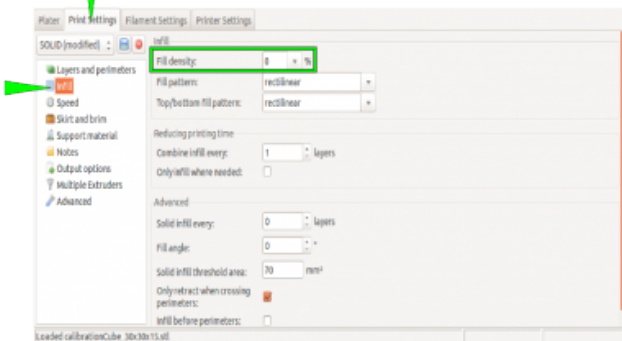 Plater Print Settings Filament Settings Printer Settings
SOLID (modified)
Infill
Layers and perimeters
Infill
Speed
Skirt and brim
Support material
Notes
Output options
Multiple Extruders
Advanced
Fill density: 0 %
Fill pattern: rectilinear
Top/bottom fill pattern: rectilinear
Reducing printing time
Combine infill every: 1 layers
Only infill where needed:
Advanced
Solid infill every: 0 layers
Fill angle: 0 °
Solid infill threshold area: 70 mm²
Only retract when crossing
perimeters:
Infill before perimeters:
Loaded calibrationCube_30x30x15.stl